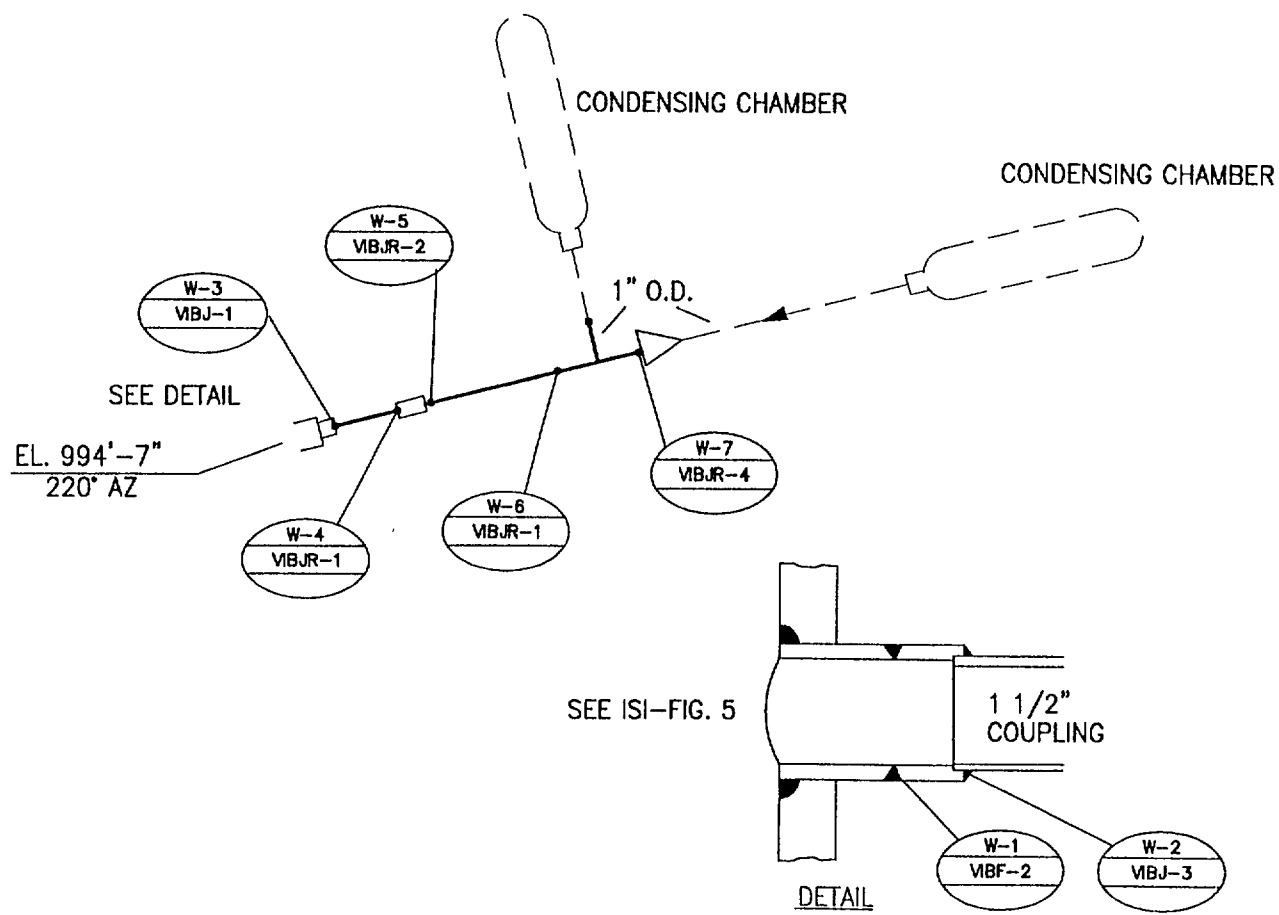 CONDENSING CHAMBER
CONDENSING CHAMBER
W-5
VIBJR-2
1" O.D.
W-3
VIBJ-1
SEE DETAIL
EL. 994'-7"
220° AZ
W-7
VIBJR-4
W-6
VIBJR-1
W-4
VIBJR-1
SEE ISI-FIG. 5
1 1/2"
COUPLING
W-1
VIBF-2
W-2
VIBJ-3
DETAIL